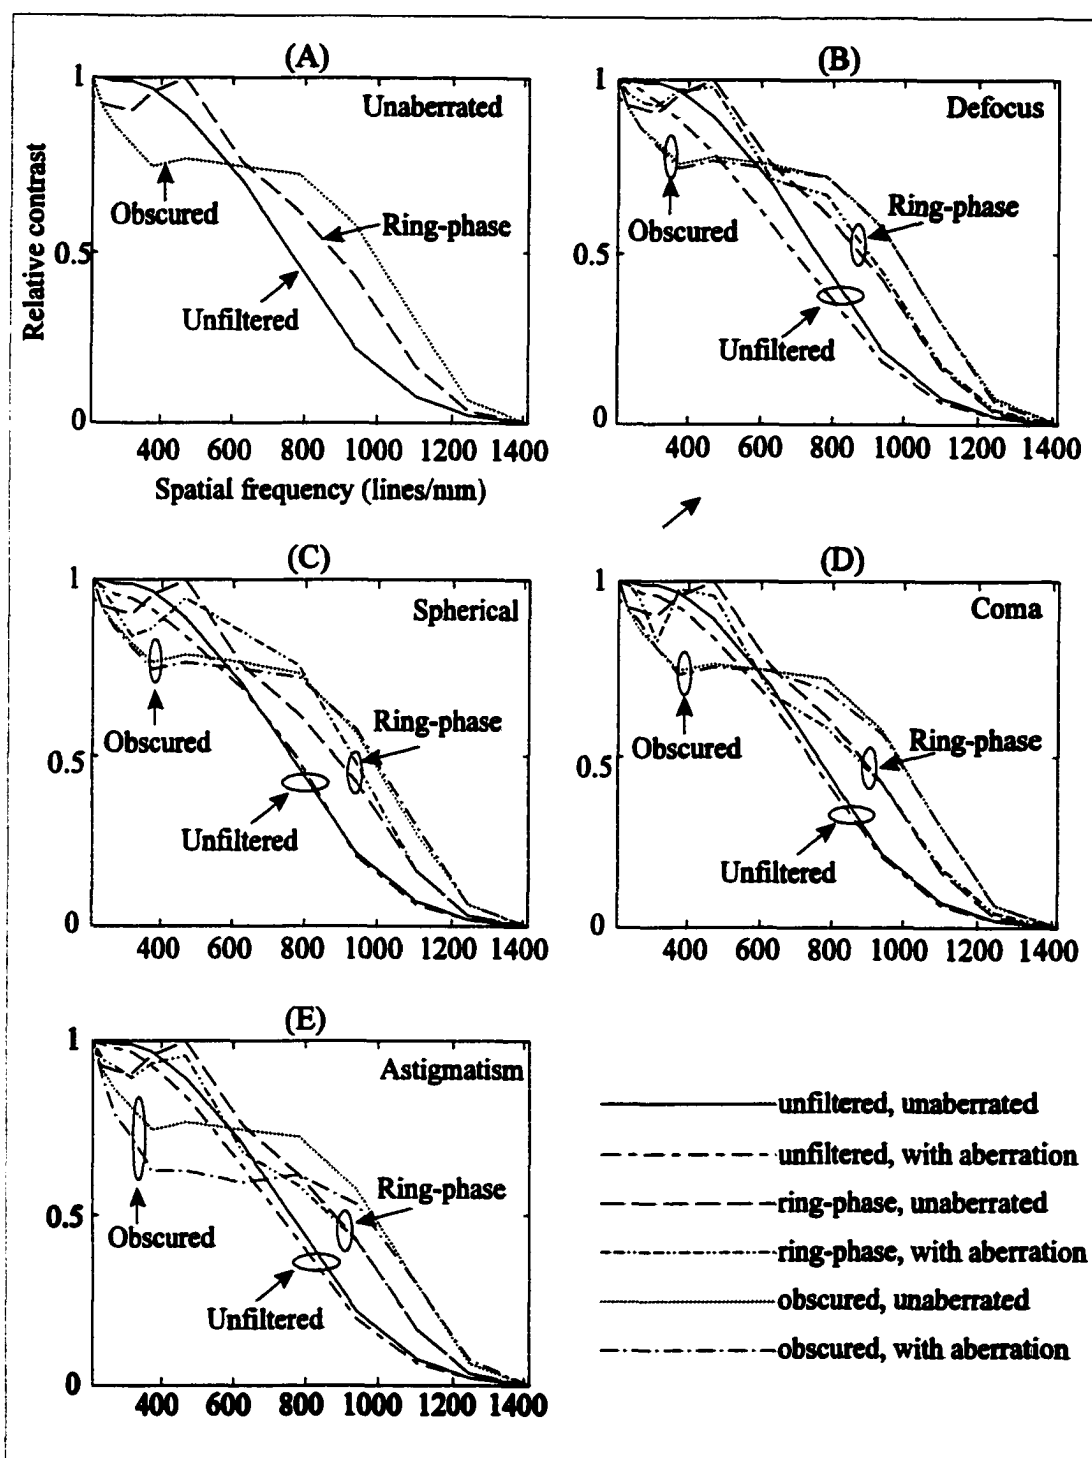 (A)
1
Unaberrated
Relative contrast
Obscured
Ring-phase
0.5
Unfiltered
0
400 600 800 1000 1200 1400
Spatial frequency (lines/mm)
(B)
1
Defocus
Obscured
Ring-phase
0.5
Unfiltered
0
400 600 800 1000 1200 1400
(C)
1
Spherical
Obscured
Ring-phase
0.5
Unfiltered
0
400 600 800 1000 1200 1400
(D)
1
Coma
Obscured
Ring-phase
0.5
Unfiltered
0
400 600 800 1000 1200 1400
(E)
1
Astigmatism
Ring-phase
0.5
Obscured
Unfiltered
0
400 600 800 1000 1200 1400
unfiltered, unaberrated
unfiltered, with aberration
ring-phase, unaberrated
ring-phase, with aberration
obscured, unaberrated
obscured, with aberration